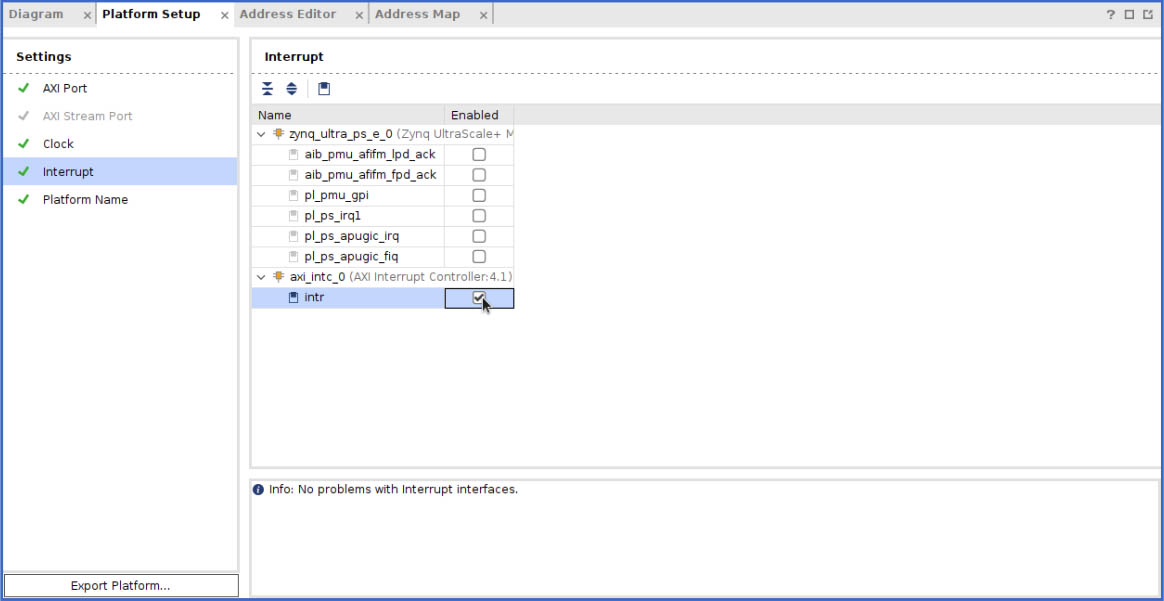 Diagram × Platform Setup × Address Editor × Address Map × ?
Settings
AXI Port
AXI Stream Port
Clock
Interrupt
Platform Name
Export Platform...
Interrupt
Name Enabled
zynq_ultra_ps_e_0 (Zynq UltraScale+ M
aib_pmu_afifm_lpd_ack
aib_pmu_afifm_fpd_ack
pl_pmu_gpi
pl_ps_irq1
pl_ps_apugic_irq
pl_ps_apugic_fiq
axi_intc_0 (AXI Interrupt Controller:4.1)
intr
Info: No problems with Interrupt interfaces.